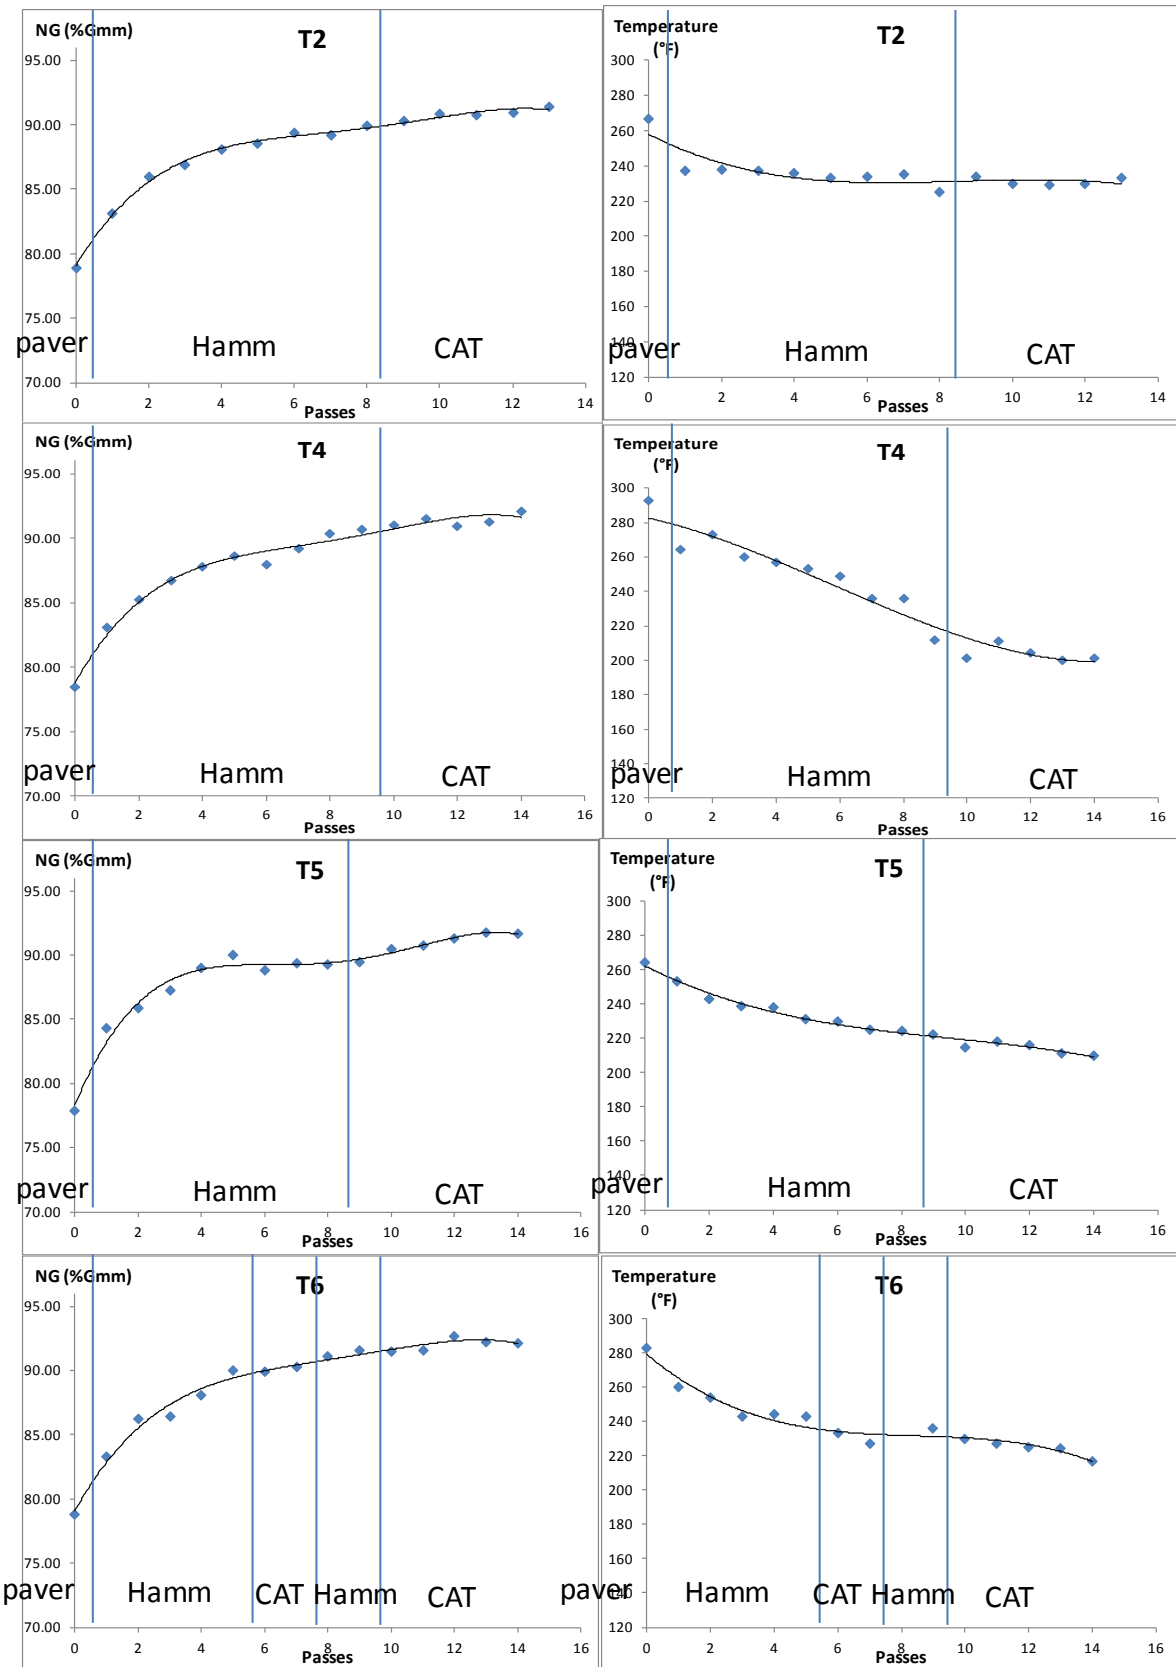 NG (%Gmm)
T2
95.00
90.00
85.00
80.00
75.00
70.00
paver
Hamm
CAT
0 2 4 6 8 10 12 14
Passes
Temperature
(°F)
T2
300
280
260
240
220
200
180
160
140
120
paver
Hamm
CAT
0 2 4 6 8 10 12 14
Passes
NG (%Gmm)
T4
95.00
90.00
85.00
80.00
75.00
70.00
paver
Hamm
CAT
0 2 4 6 8 10 12 14 16
Passes
Temperature
(°F)
T4
300
280
260
240
220
200
180
160
140
120
paver
Hamm
CAT
0 2 4 6 8 10 12 14 16
Passes
NG (%Gmm)
T5
95.00
90.00
85.00
80.00
75.00
70.00
paver
Hamm
CAT
0 2 4 6 8 10 12 14 16
Passes
Temperature
(°F)
T5
300
280
260
240
220
200
180
160
140
120
paver
Hamm
CAT
0 2 4 6 8 10 12 14 16
Passes
NG (%Gmm)
T6
95.00
90.00
85.00
80.00
75.00
70.00
paver
Hamm
CAT
Hamm
CAT
0 2 4 6 8 10 12 14 16
Passes
Temperature
(°F)
T6
300
280
260
240
220
200
180
160
140
120
paver
Hamm
CAT
Hamm
CAT
0 2 4 6 8 10 12 14 16
Passes